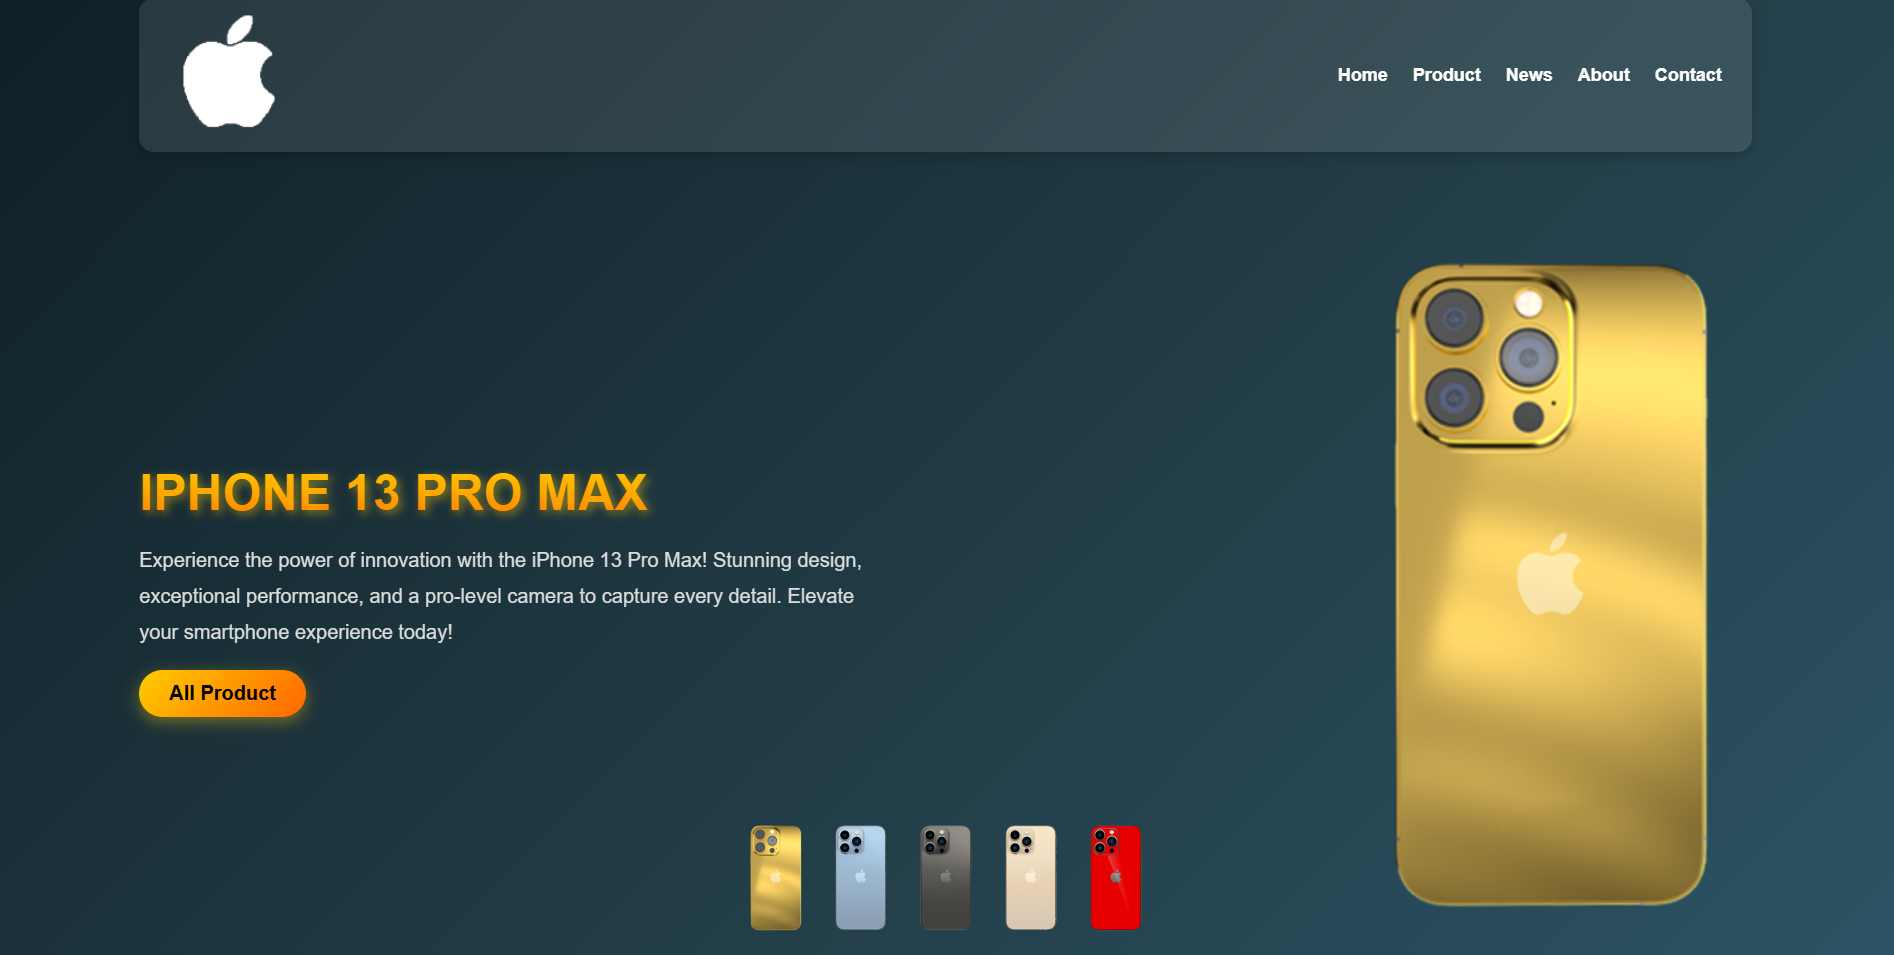 Home Product News About Contact
IPHONE 13 PRO MAX
Experience the power of innovation with the iPhone 13 Pro Max! Stunning design,
exceptional performance, and a pro-level camera to capture every detail. Elevate
your smartphone experience today!
All Product